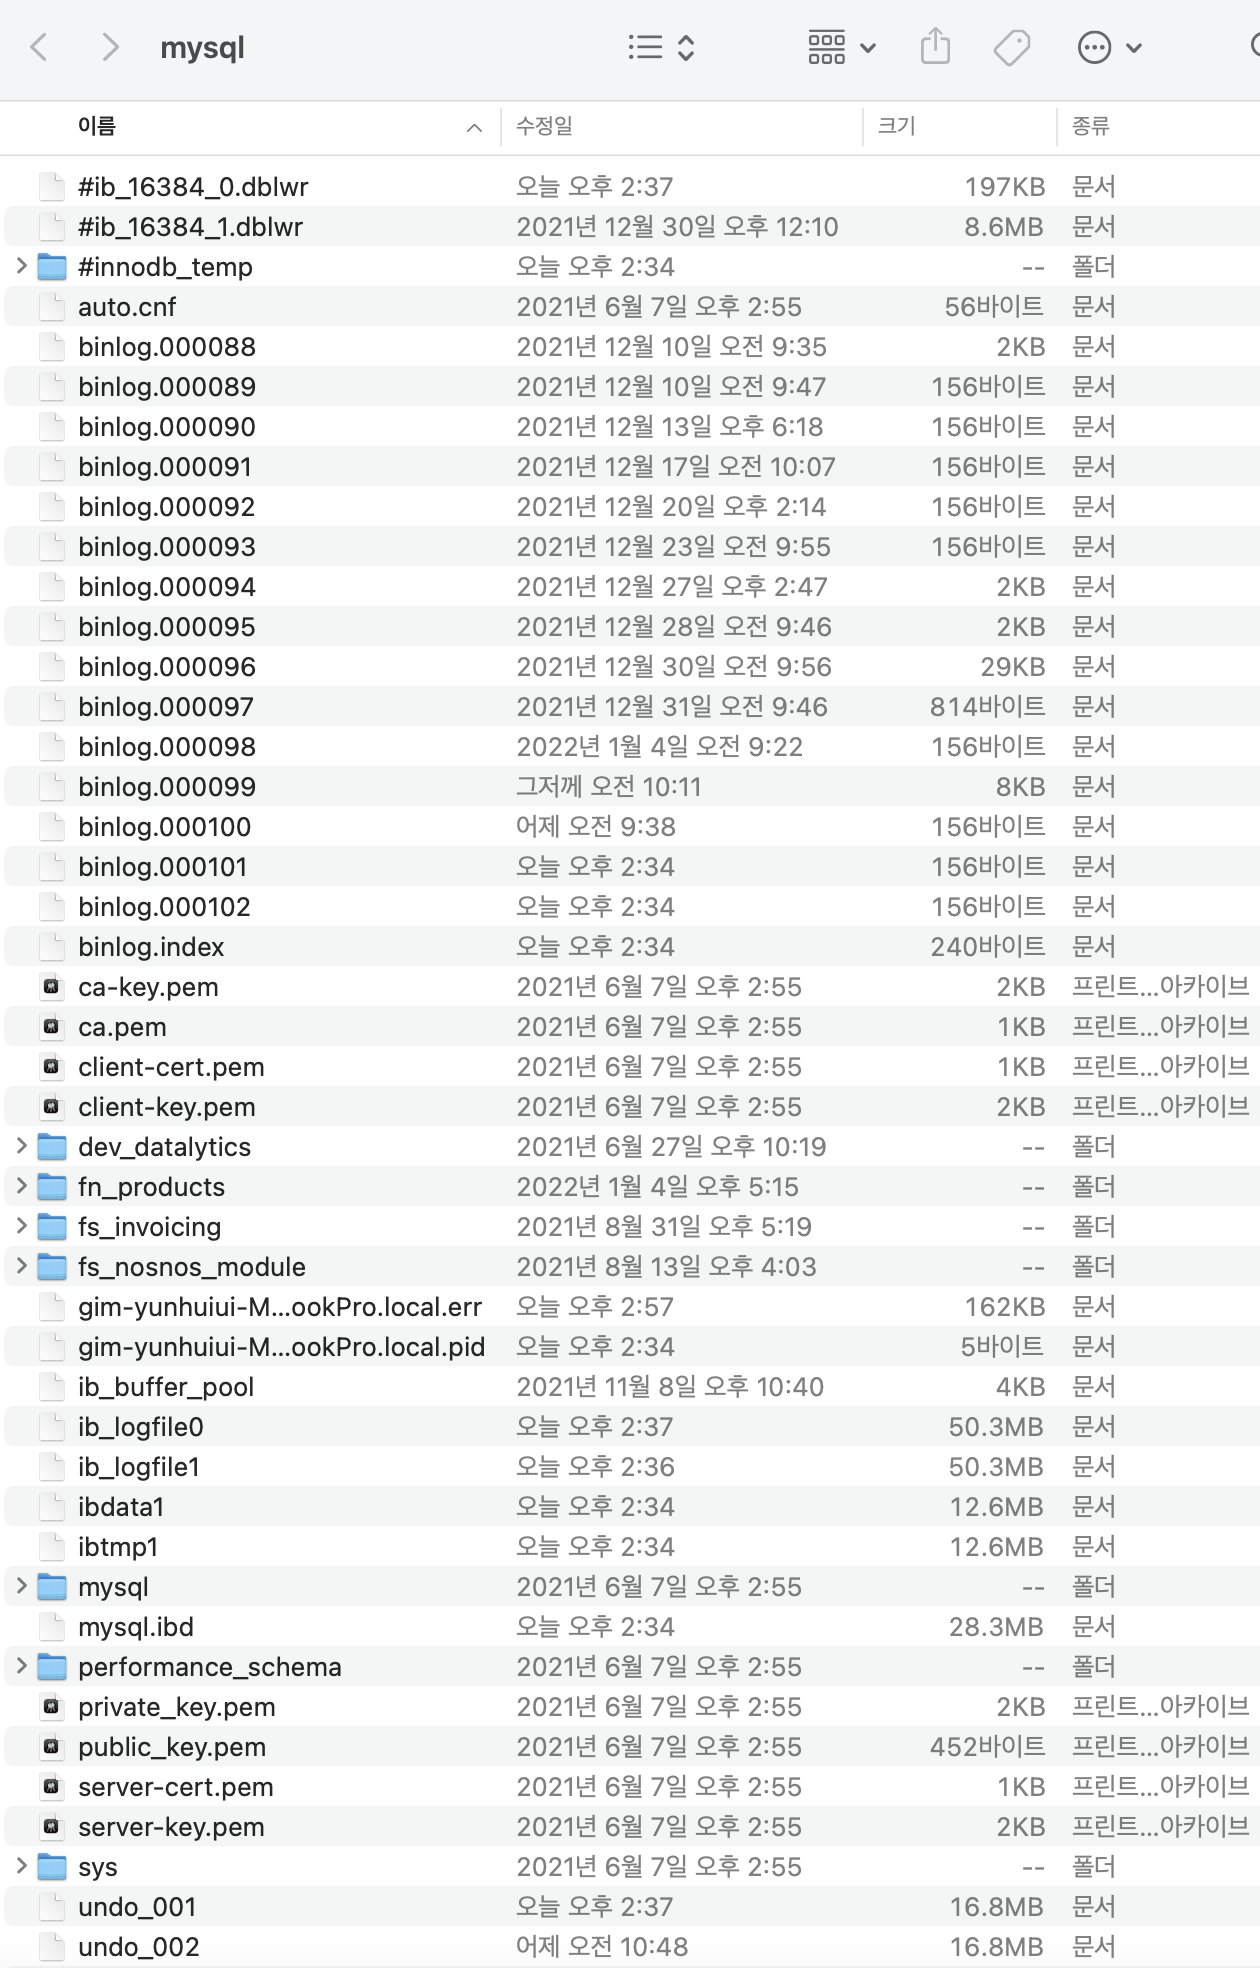 mysql
이름 수정일 크기 종류
#ib_16384_0.dblwr 오늘 오후 2:37 197KB 문서
#ib_16384_1.dblwr 2021년 12월 30일 오후 12:10 8.6MB 문서
#innodb_temp 오늘 오후 2:34 -- 폴더
auto.cnf 2021년 6월 7일 오후 2:55 56바이트 문서
binlog.000088 2021년 12월 10일 오전 9:35 2KB 문서
binlog.000089 2021년 12월 10일 오전 9:47 156바이트 문서
binlog.000090 2021년 12월 13일 오후 6:18 156바이트 문서
binlog.000091 2021년 12월 17일 오전 10:07 156바이트 문서
binlog.000092 2021년 12월 20일 오후 2:14 156바이트 문서
binlog.000093 2021년 12월 23일 오전 9:55 156바이트 문서
binlog.000094 2021년 12월 27일 오후 2:47 2KB 문서
binlog.000095 2021년 12월 28일 오전 9:46 2KB 문서
binlog.000096 2021년 12월 30일 오전 9:56 29KB 문서
binlog.000097 2021년 12월 31일 오전 9:46 814바이트 문서
binlog.000098 2022년 1월 4일 오전 9:22 156바이트 문서
binlog.000099 그저께 오전 10:11 8KB 문서
binlog.000100 어제 오전 9:38 156바이트 문서
binlog.000101 오늘 오후 2:34 156바이트 문서
binlog.000102 오늘 오후 2:34 156바이트 문서
binlog.index 오늘 오후 2:34 240바이트 문서
ca-key.pem 2021년 6월 7일 오후 2:55 2KB 프린트...아카이브
ca.pem 2021년 6월 7일 오후 2:55 1KB 프린트...아카이브
client-cert.pem 2021년 6월 7일 오후 2:55 1KB 프린트...아카이브
client-key.pem 2021년 6월 7일 오후 2:55 2KB 프린트...아카이브
dev_datalytics 2021년 6월 27일 오후 10:19 -- 폴더
fn_products 2022년 1월 4일 오후 5:15 -- 폴더
fs_invoicing 2021년 8월 31일 오후 5:19 -- 폴더
fs_nosnos_module 2021년 8월 13일 오후 4:03 -- 폴더
gim-yunhuiui-M...ookPro.local.err 오늘 오후 2:57 162KB 문서
gim-yunhuiui-M...ookPro.local.pid 오늘 오후 2:34 5바이트 문서
ib_buffer_pool 2021년 11월 8일 오후 10:40 4KB 문서
ib_logfile0 오늘 오후 2:37 50.3MB 문서
ib_logfile1 오늘 오후 2:36 50.3MB 문서
ibdata1 오늘 오후 2:34 12.6MB 문서
ibtmp1 오늘 오후 2:34 12.6MB 문서
mysql 2021년 6월 7일 오후 2:55 -- 폴더
mysql.ibd 오늘 오후 2:34 28.3MB 문서
performance_schema 2021년 6월 7일 오후 2:55 -- 폴더
private_key.pem 2021년 6월 7일 오후 2:55 2KB 프린트...아카이브
public_key.pem 2021년 6월 7일 오후 2:55 452바이트 프린트...아카이브
server-cert.pem 2021년 6월 7일 오후 2:55 1KB 프린트...아카이브
server-key.pem 2021년 6월 7일 오후 2:55 2KB 프린트...아카이브
sys 2021년 6월 7일 오후 2:55 -- 폴더
undo_001 오늘 오후 2:37 16.8MB 문서
undo_002 어제 오전 10:48 16.8MB 문서